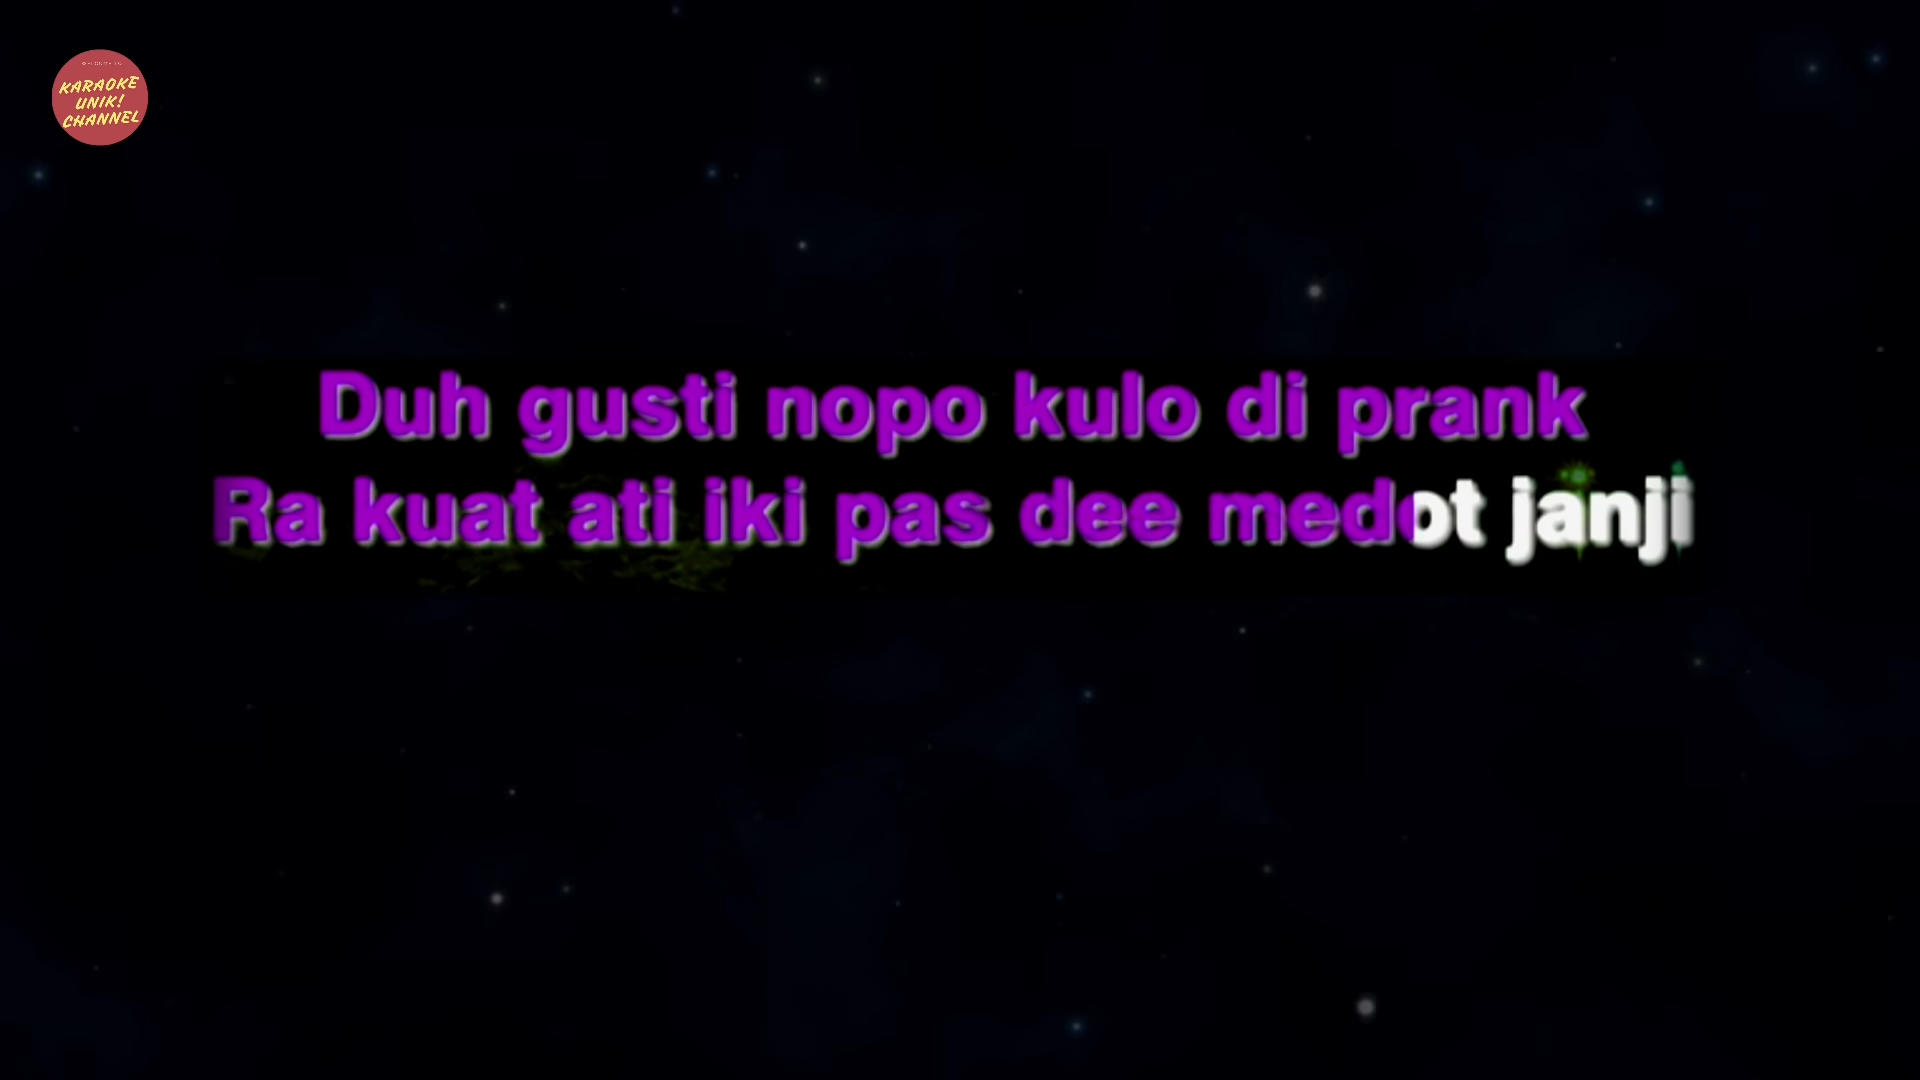 KARAOKE
UNIK!
CHANNEL
Duh gusti nopo kulo di prank
Ra kuat ati iki pas dee medot janji